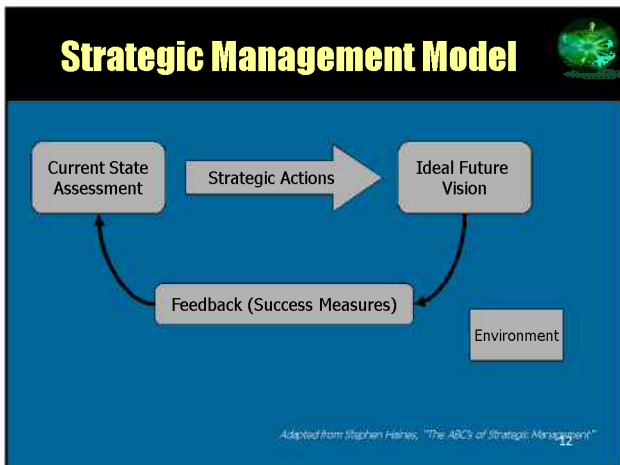 Strategic Management Model
Current State
Assessment
Strategic Actions
Ideal Future
Vision
Feedback (Success Measures)
Environment
Adapted from Stephen Haines, "The ABC's of Strategic Management"
12